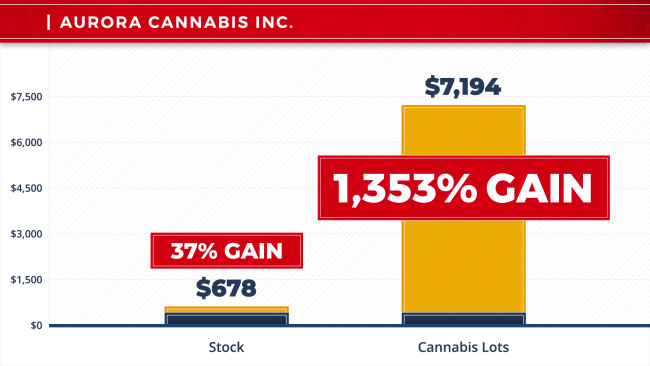 | AURORA CANNABIS INC.
$7,194
$7,500
$6,000
1,353% GAIN
$4,500
$3,000
37% GAIN
$678
$1,500
$0
Stock
Cannabis Lots